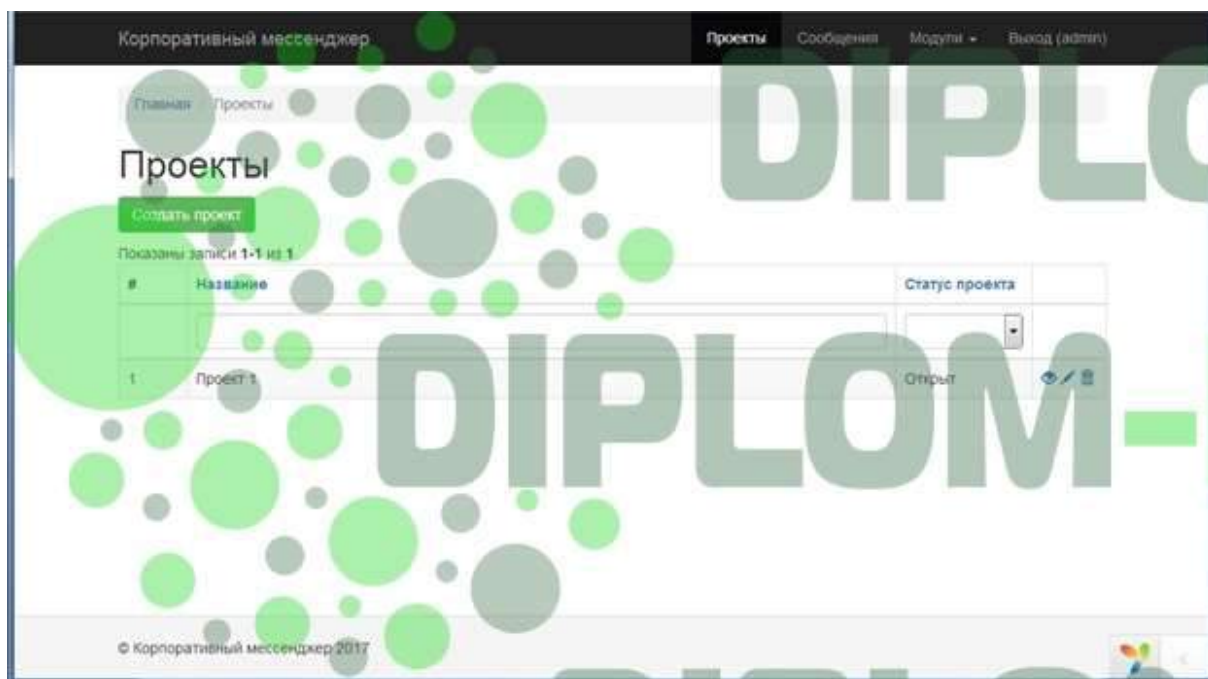 Корпоративный мессенджер Проекты Сообщения Модули Выход (admin)
Главная Проекты
Проекты
Создать проект
Показаны записи 1-1 из 1
# Название Статус проекта
1 Проект 1 Открыт
© Корпоративный мессенджер 2017
DIPLO
DIPLOM-
DIPLO